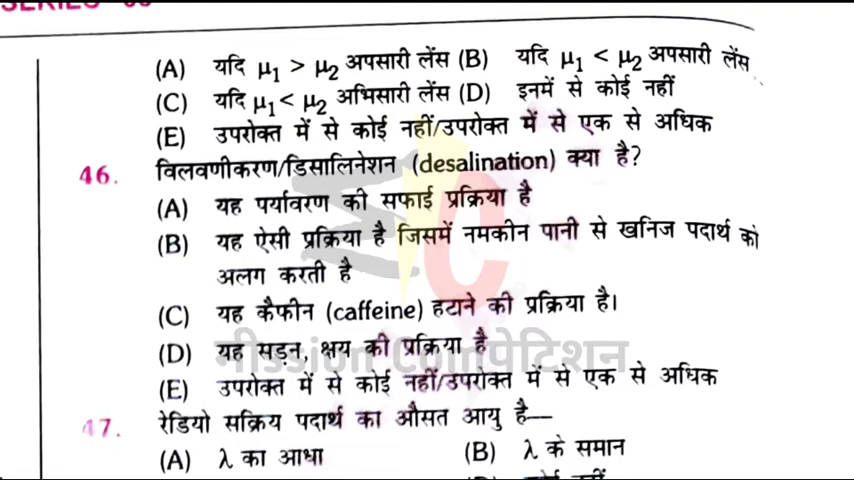 (A) यदि μ₁ > μ₂ अपसारी लेंस (B) यदि μ₁ < μ₂ अपसारी लेंस
(C) यदि μ₁ < μ₂ अभिसारी लेंस (D) इनमें से कोई नहीं
(E) उपरोक्त में से कोई नहीं/उपरोक्त में से एक से अधिक
46. विलवणीकरण/डिसालिनेशन (desalination) क्या है?
(A) यह पर्यावरण की सफाई प्रक्रिया है
(B) यह ऐसी प्रक्रिया है जिसमें नमकीन पानी से खनिज पदार्थ को
अलग करती है
(C) यह कैफीन (caffeine) हटाने की प्रक्रिया है।
(D) यह सड़न, क्षय की प्रक्रिया है
मीssion Comपेटिशन
(E) उपरोक्त में से कोई नहीं/उपरोक्त में से एक से अधिक
47. रेडियो सक्रिय पदार्थ का औसत आयु है—
(A) λ का आधा (B) λ के समान